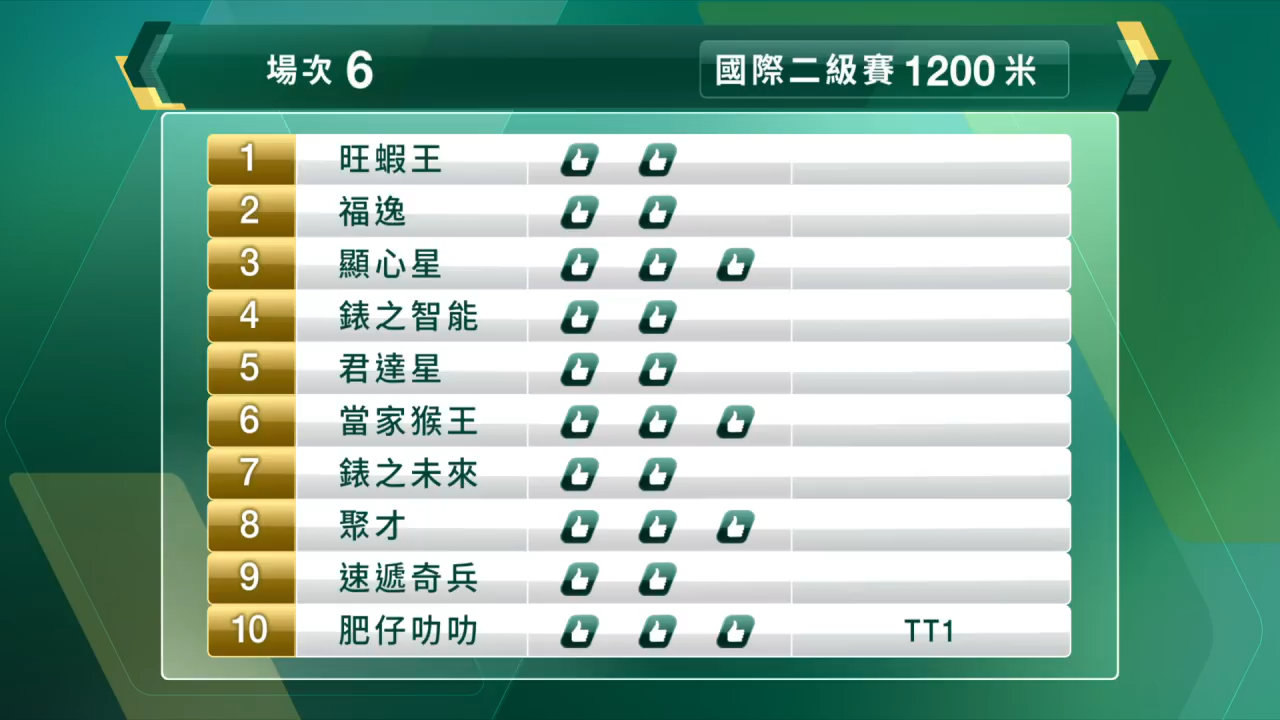 場次 6 國際二級賽 1200 米
1 旺蝦王
2 福逸
3 顯心星
4 錶之智能
5 君達星
6 當家猴王
7 錶之未來
8 聚才
9 速遞奇兵
10 肥仔叻叻 TT1